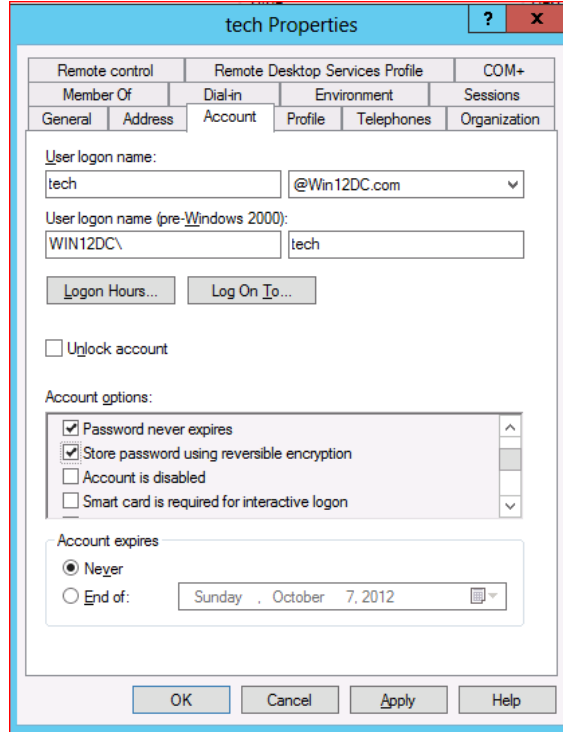 tech Properties
?
x
Remote control
Remote Desktop Services Profile
COM+
Member Of
Dial-in
Environment
Sessions
General
Address
Account
Profile
Telephones
Organization
User logon name:
tech
@Win12DC.com
User logon name (pre-Windows 2000):
WIN12DC\
tech
Logon Hours...
Log On To...
Unlock account
Account options:
Password never expires
Store password using reversible encryption
Account is disabled
Smart card is required for interactive logon
Account expires
Never
End of:
Sunday , October 7, 2012
OK
Cancel
Apply
Help